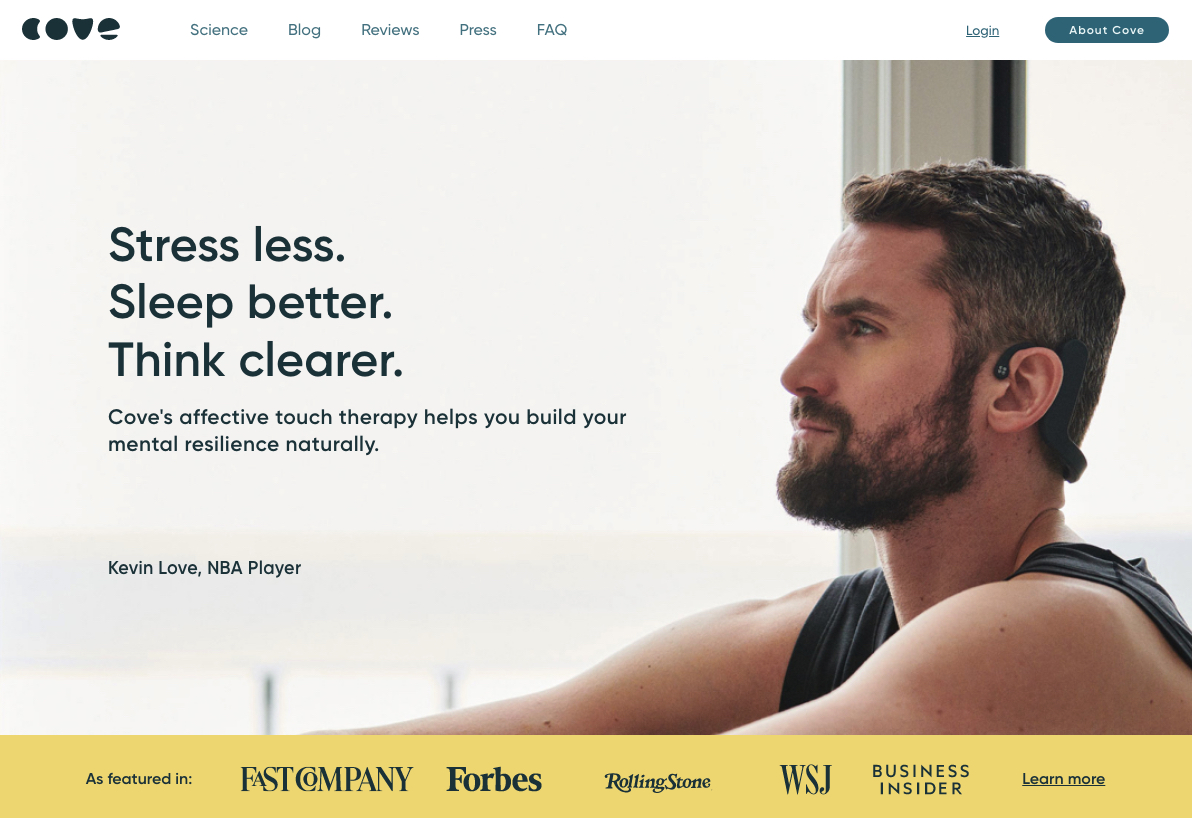 cove
Science
Blog
Reviews
Press
FAQ
Login
About Cove
Stress less.
Sleep better.
Think clearer.
Cove's affective touch therapy helps you build your
mental resilience naturally.
Kevin Love, NBA Player
As featured in:
FAST COMPANY
Forbes
RollingStone
WSJ
BUSINESS
INSIDER
Learn more